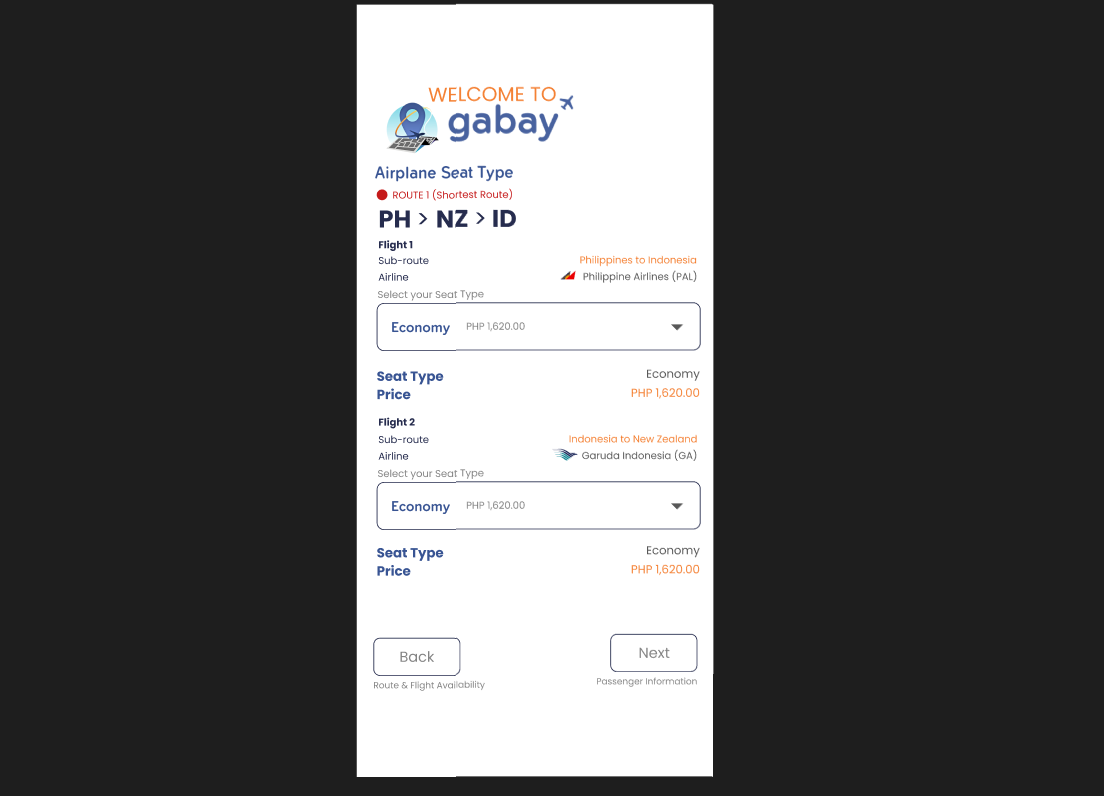 WELCOME TO
gabay
Airplane Seat Type
ROUTE 1 (Shortest Route)
PH > NZ > ID
Flight 1
Sub-route Philippines to Indonesia
Airline Philippine Airlines (PAL)
Select your Seat Type
Economy PHP 1,620.00
Seat Type Economy
Price PHP 1,620.00
Flight 2
Sub-route Indonesia to New Zealand
Airline Garuda Indonesia (GA)
Select your Seat Type
Economy PHP 1,620.00
Seat Type Economy
Price PHP 1,620.00
Back Next
Route & Flight Availability Passenger Information